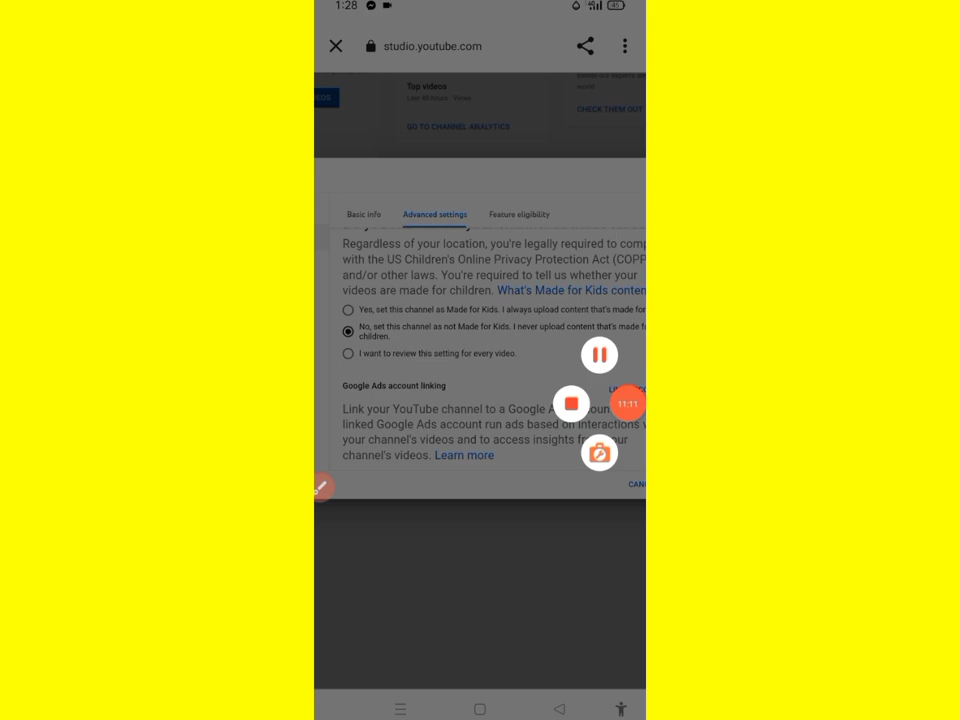 1:28
45
studio.youtube.com
Top videos
Last 48 hours · Views
world
GO TO CHANNEL ANALYTICS
CHECK THEM OUT
Basic info Advanced settings Feature eligibility
Regardless of your location, you're legally required to comp
with the US Children's Online Privacy Protection Act (COPP
and/or other laws. You're required to tell us whether your
videos are made for children. What's Made for Kids conten
Yes, set this channel as Made for Kids. I always upload content that's made for
No, set this channel as not Made for Kids. I never upload content that's made f
children.
I want to review this setting for every video.
Google Ads account linking
Link your YouTube channel to a Google A
linked Google Ads account run ads based on interactions
your channel's videos and to access insights
channel's videos. Learn more
11:11
CAN